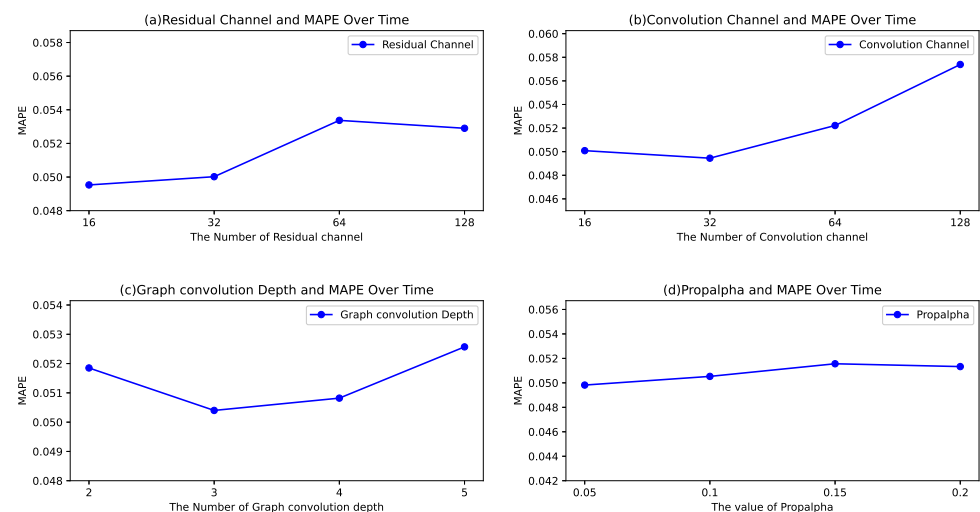 (a)Residual Channel and MAPE Over Time
0.058
0.056
0.054
0.052
0.050
0.048
MAPE
Residual Channel
16 32 64 128
The Number of Residual channel
(b)Convolution Channel and MAPE Over Time
0.060
0.058
0.056
0.054
0.052
0.050
0.048
0.046
MAPE
Convolution Channel
16 32 64 128
The Number of Convolution channel
(c)Graph convolution Depth and MAPE Over Time
0.054
0.053
0.052
0.051
0.050
0.049
0.048
MAPE
Graph convolution Depth
2 3 4 5
The Number of Graph convolution depth
(d)Propalpha and MAPE Over Time
0.056
0.054
0.052
0.050
0.048
0.046
0.044
0.042
MAPE
Propalpha
0.05 0.1 0.15 0.2
The value of Propalpha